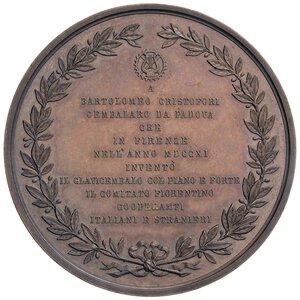 A
BARTOLOMEO CRISTOFORI
CEMBALARO DA PADOVA
CHE
IN FIRENZE
NELL'ANNO MDCCXI
INVENTÒ
IL CLAVICEMBALO COL PIANO E FORTE
IL COMITATO FIORENTINO
COOPERANTI
ITALIANI E STRANIERI